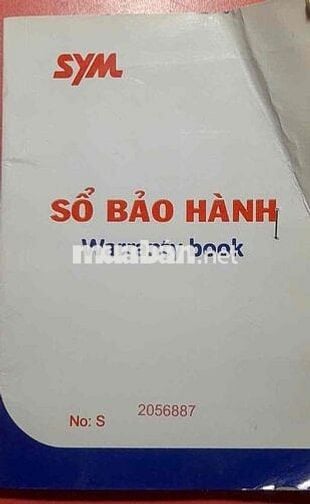 SYM
SỔ BẢO HÀNH
Warranty book
muaban.net
No: S 2056887